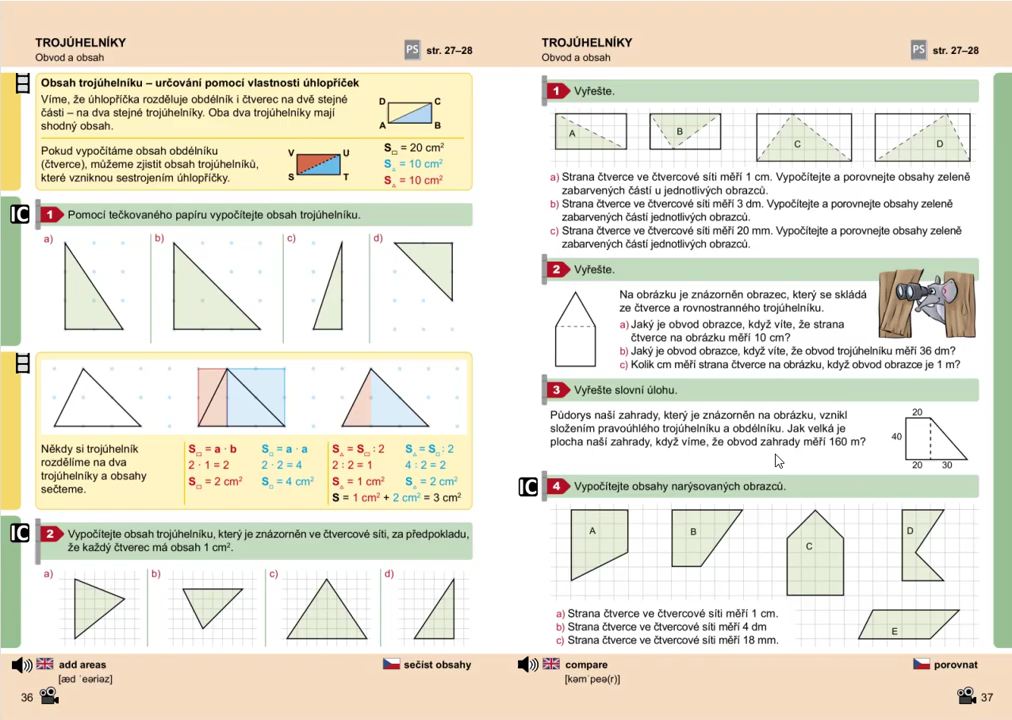 TROJÚHELNÍKY
Obvod a obsah
PS str. 27–28
Obsah trojúhelníku – určování pomocí vlastnosti úhlopříček
Víme, že úhlopříčka rozděluje obdélník i čtverec na dvě stejné
části – na dva stejné trojúhelníky. Oba dva trojúhelníky mají
shodný obsah.
D C
A B
Pokud vypočítáme obsah obdélníku
(čtverce), můžeme zjistit obsah trojúhelníků,
které vzniknou sestrojením úhlopříčky.
V U
S T
S□ = 20 cm²
S△ = 10 cm²
S△ = 10 cm²
IC 1 Pomocí tečkovaného papíru vypočítejte obsah trojúhelníku.
a) b) c) d)
Někdy si trojúhelník
rozdělíme na dva
trojúhelníky a obsahy
sečteme.
S□ = a · b S□ = a · a S△ = S□ : 2 S△ = S□ : 2
2 · 1 = 2 2 · 2 = 4 2 : 2 = 1 4 : 2 = 2
S□ = 2 cm² S□ = 4 cm² S△ = 1 cm² S△ = 2 cm²
S = 1 cm² + 2 cm² = 3 cm²
IC 2 Vypočítejte obsah trojúhelníku, který je znázorněn ve čtvercové síti, za předpokladu,
že každý čtverec má obsah 1 cm².
a) b) c) d)
add areas
[æd ˈeəriəz]
sečíst obsahy
36
TROJÚHELNÍKY
Obvod a obsah
PS str. 27–28
1 Vyřešte.
A B C D
a) Strana čtverce ve čtvercové síti měří 1 cm. Vypočítejte a porovnejte obsahy zeleně
zabarvených částí u jednotlivých obrazců.
b) Strana čtverce ve čtvercové síti měří 3 dm. Vypočítejte a porovnejte obsahy zeleně
zabarvených částí jednotlivých obrazců.
c) Strana čtverce ve čtvercové síti měří 20 mm. Vypočítejte a porovnejte obsahy zeleně
zabarvených částí jednotlivých obrazců.
2 Vyřešte.
Na obrázku je znázorněn obrazec, který se skládá
ze čtverce a rovnostranného trojúhelníku.
a) Jaký je obvod obrazce, když víte, že strana
čtverce na obrázku měří 10 cm?
b) Jaký je obvod obrazce, když víte, že obvod trojúhelníku měří 36 dm?
c) Kolik cm měří strana čtverce na obrázku, když obvod obrazce je 1 m?
3 Vyřešte slovní úlohu.
Půdorys naší zahrady, který je znázorněn na obrázku, vznikl
složením pravoúhlého trojúhelníku a obdélníku. Jak velká je
plocha naší zahrady, když víme, že obvod zahrady měří 160 m?
20
40
20 30
IC 4 Vypočítejte obsahy narýsovaných obrazců.
A B C D
E
a) Strana čtverce ve čtvercové síti měří 1 cm.
b) Strana čtverce ve čtvercové síti měří 4 dm
c) Strana čtverce ve čtvercové síti měří 18 mm.
compare
[kəmˈpeə(r)]
porovnat
37